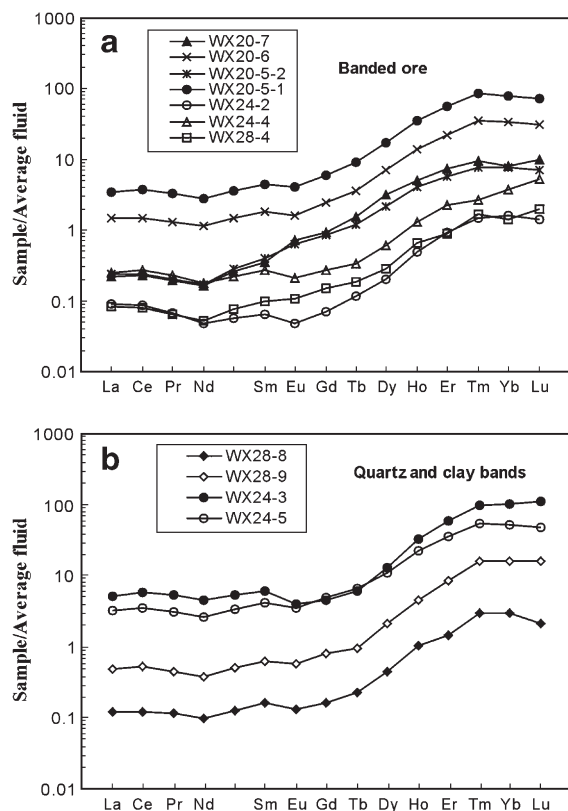 1000
100
10
1
0.1
0.01
Sample/Average fluid
a
WX20-7
WX20-6
WX20-5-2
WX20-5-1
WX24-2
WX24-4
WX28-4
Banded ore
La Ce Pr Nd Sm Eu Gd Tb Dy Ho Er Tm Yb Lu
1000
100
10
1
0.1
0.01
Sample/Average fluid
b
WX28-8
WX28-9
WX24-3
WX24-5
Quartz and clay bands
La Ce Pr Nd Sm Eu Gd Tb Dy Ho Er Tm Yb Lu